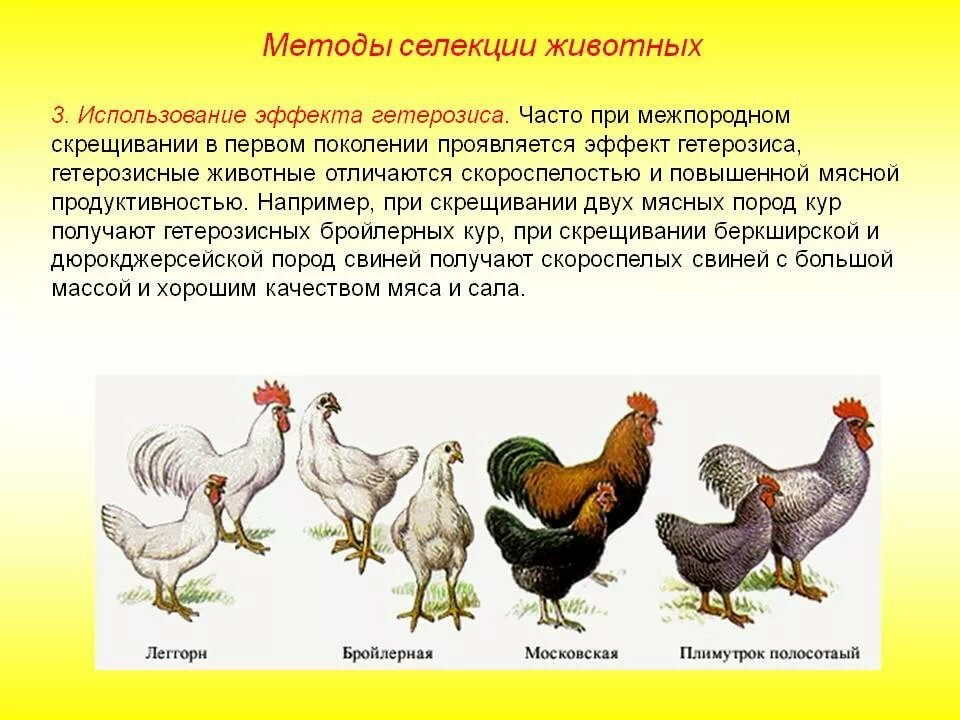 Методы селекции животных
3. Использование эффекта гетерозиса. Часто при межпородном
скрещивании в первом поколении проявляется эффект гетерозиса,
гетерозисные животные отличаются скороспелостью и повышенной мясной
продуктивностью. Например, при скрещивании двух мясных пород кур
получают гетерозисных бройлерных кур, при скрещивании беркширской и
дюрокджерсейской пород свиней получают скороспелых свиней с большой
массой и хорошим качеством мяса и сала.
Леггорн Бройлерная Московская Плимутрок полосотаый